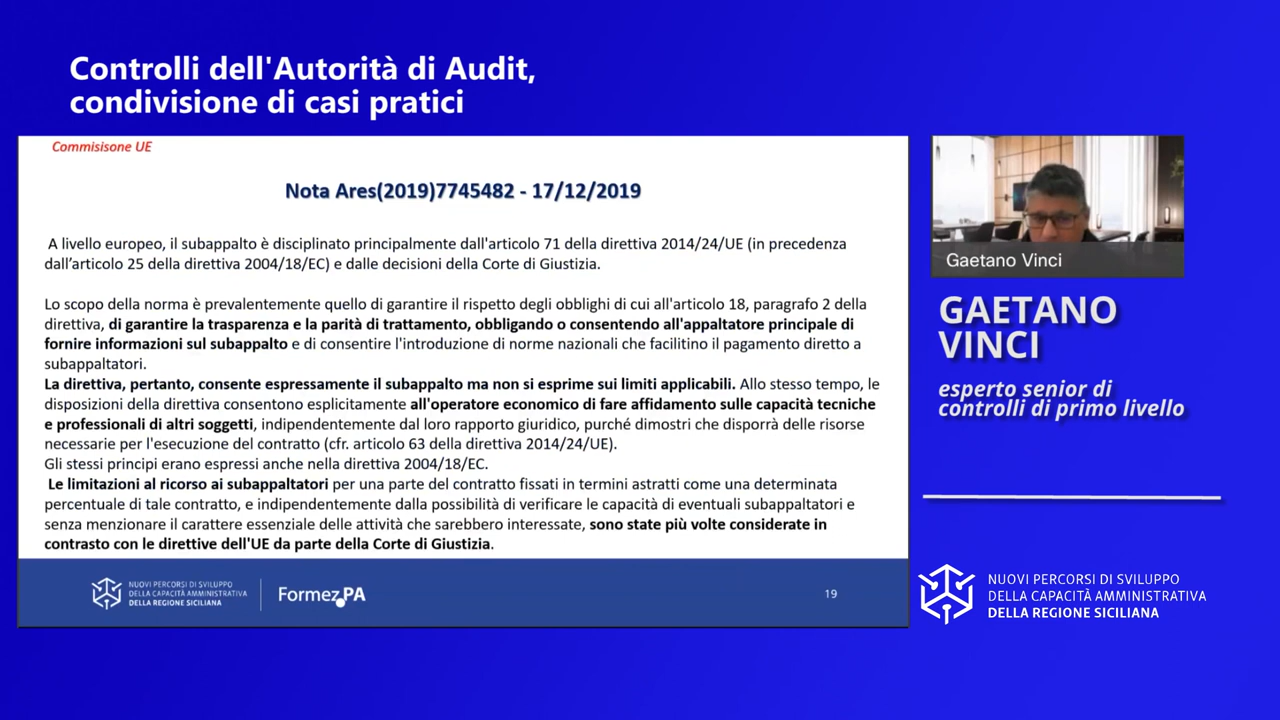 Controlli dell'Autorità di Audit,
condivisione di casi pratici
Commisisone UE
Nota Ares(2019)7745482 - 17/12/2019
A livello europeo, il subappalto è disciplinato principalmente dall'articolo 71 della direttiva 2014/24/UE (in precedenza
dall'articolo 25 della direttiva 2004/18/EC) e dalle decisioni della Corte di Giustizia.
Lo scopo della norma è prevalentemente quello di garantire il rispetto degli obblighi di cui all'articolo 18, paragrafo 2 della
direttiva, di garantire la trasparenza e la parità di trattamento, obbligando o consentendo all'appaltatore principale di
fornire informazioni sul subappalto e di consentire l'introduzione di norme nazionali che facilitino il pagamento diretto a
subappaltatori.
La direttiva, pertanto, consente espressamente il subappalto ma non si esprime sui limiti applicabili. Allo stesso tempo, le
disposizioni della direttiva consentono esplicitamente all'operatore economico di fare affidamento sulle capacità tecniche
e professionali di altri soggetti, indipendentemente dal loro rapporto giuridico, purché dimostri che disporrà delle risorse
necessarie per l'esecuzione del contratto (cfr. articolo 63 della direttiva 2014/24/UE).
Gli stessi principi erano espressi anche nella direttiva 2004/18/EC.
Le limitazioni al ricorso ai subappaltatori per una parte del contratto fissati in termini astratti come una determinata
percentuale di tale contratto, e indipendentemente dalla possibilità di verificare le capacità di eventuali subappaltatori e
senza menzionare il carattere essenziale delle attività che sarebbero interessate, sono state più volte considerate in
contrasto con le direttive dell'UE da parte della Corte di Giustizia.
NUOVI PERCORSI DI SVILUPPO
DELLA CAPACITÀ AMMINISTRATIVA
DELLA REGIONE SICILIANA
Formez PA
19
Gaetano Vinci
GAETANO
VINCI
esperto senior di
controlli di primo livello
NUOVI PERCORSI DI SVILUPPO
DELLA CAPACITÀ AMMINISTRATIVA
DELLA REGIONE SICILIANA